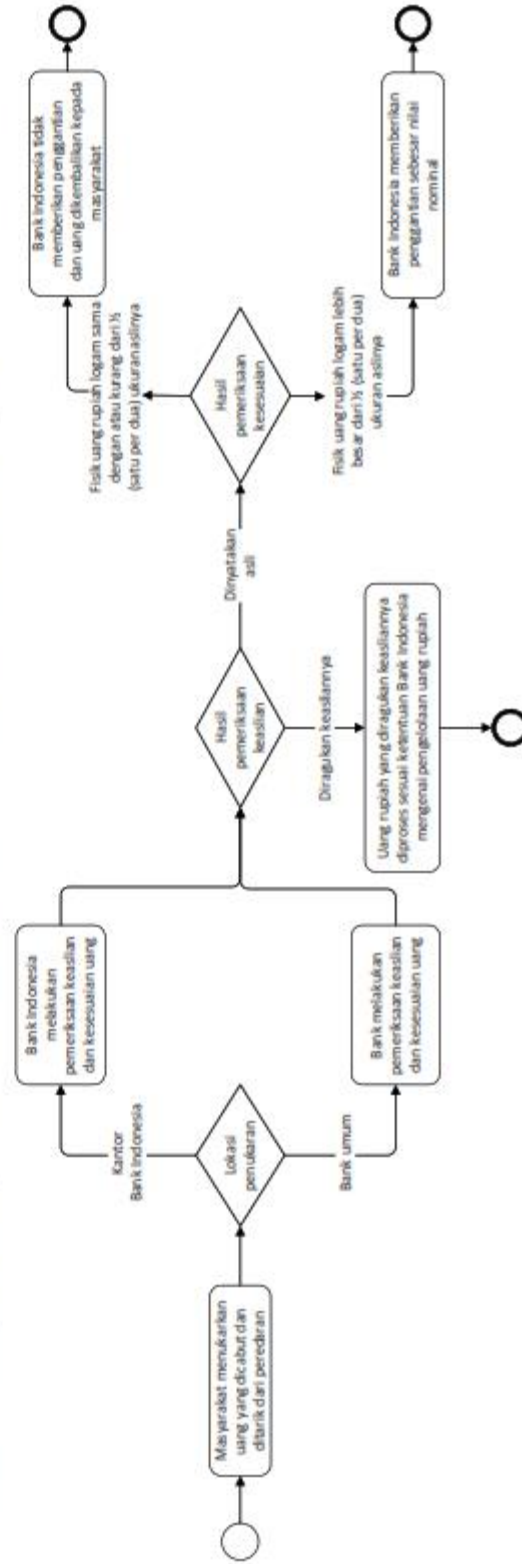 Masyarakat menukarkan
uang yang dicabut dan
ditarik dari peredaran
Lokasi
penukaran
Kantor
Bank Indonesia
Bank umum
Bank Indonesia
melakukan
pemeriksaan keaslian
dan kesesuaian uang
Bank melakukan
pemeriksaan keaslian
dan kesesuaian uang
Hasil
pemeriksaan
keaslian
Diragukan keasliannya
Uang rupiah yang diragukan keasliannya
diproses sesuai ketentuan Bank Indonesia
mengenai pengelolaan uang rupiah
Dinyatakan
asli
Hasil
pemeriksaan
kesesuaian
Fisik uang rupiah logam sama
dengan atau kurang dari ½
(satu per dua) ukuran aslinya
Bank Indonesia tidak
memberikan penggantian
dan uang dikembalikan kepada
masyarakat
Fisik uang rupiah logam lebih
besar dari ½ (satu per dua)
ukuran aslinya
Bank Indonesia memberikan
penggantian sebesar nilai
nominal